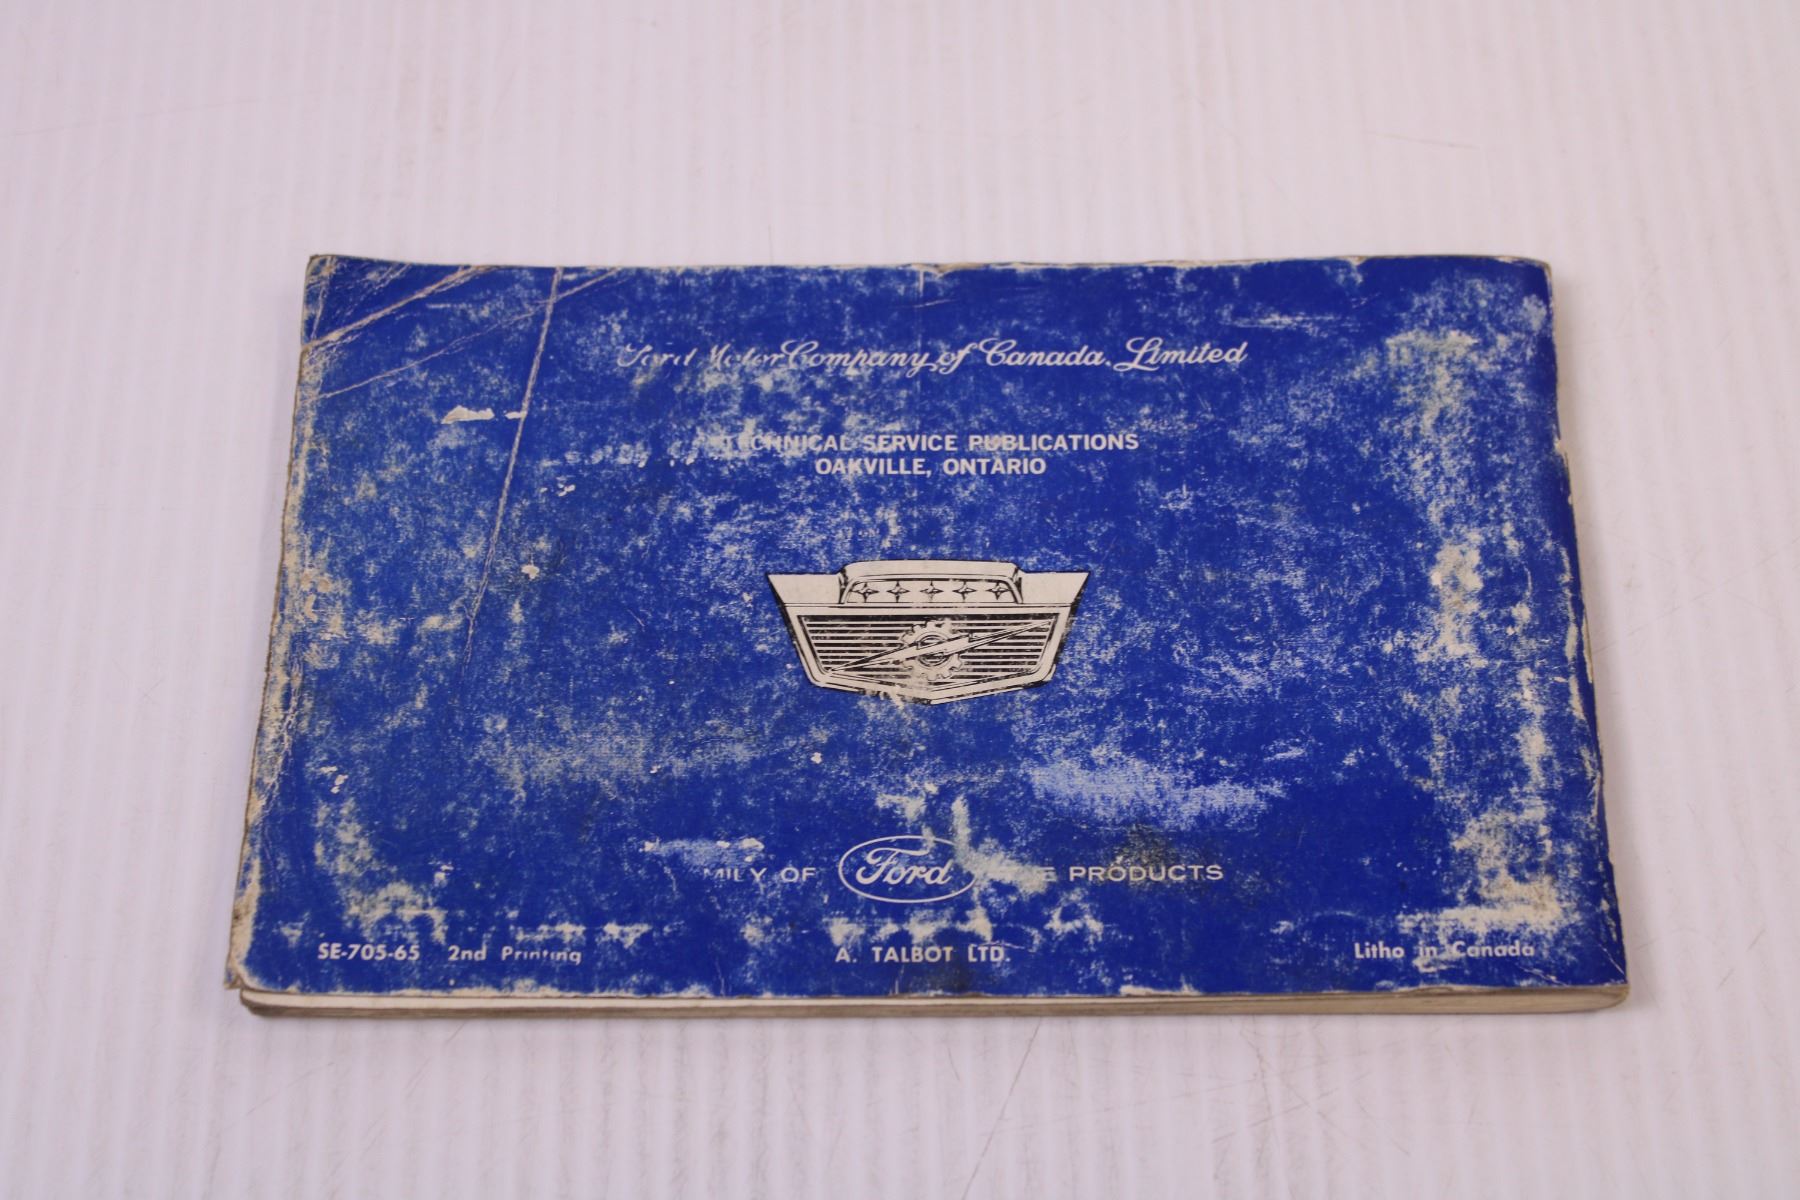 Ford Motor Company of Canada, Limited
TECHNICAL SERVICE PUBLICATIONS
OAKVILLE, ONTARIO
OF Ford PRODUCTS
SE-705-65 2nd Printing A. TALBOT LTD. Litho in Canada